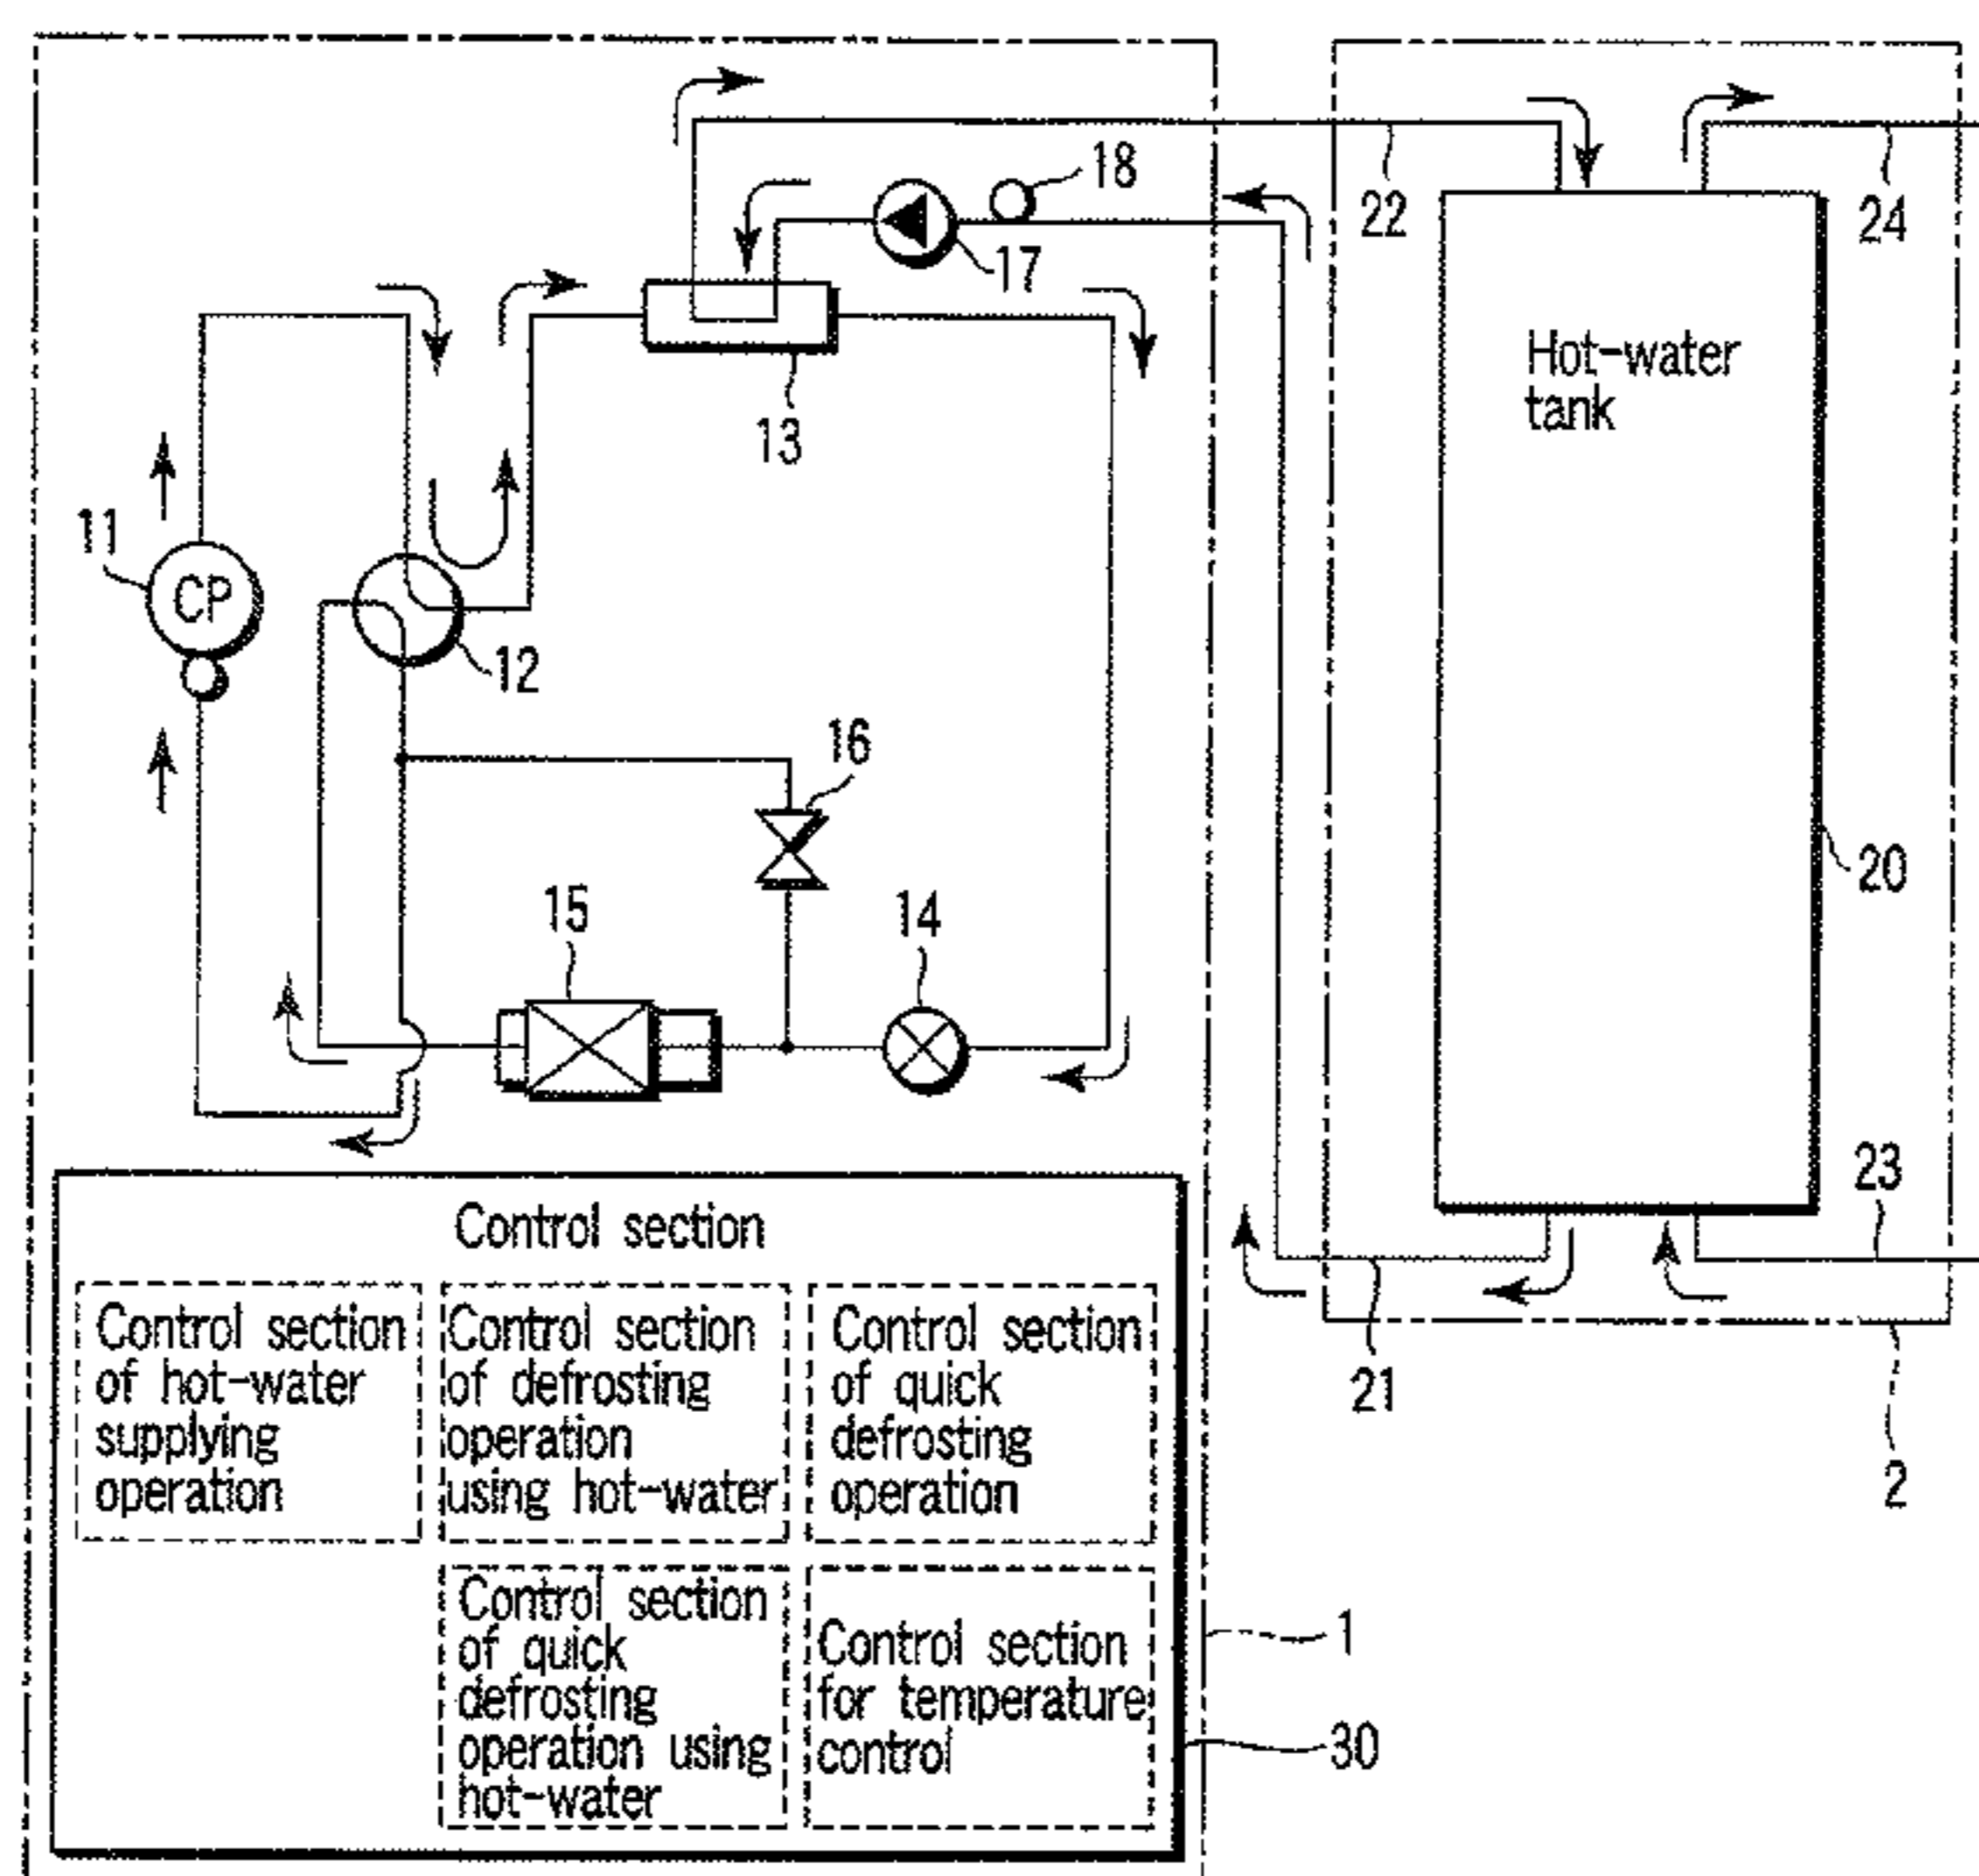 18
22
24
17
Hot-water
tank
13
11
CP
12
16
20
15
14
23
Control section
Control section
of hot-water
supplying
operation
Control section
of defrosting
operation
using hot-water
Control section
of quick
defrosting
operation
21
2
Control section
of quick
defrosting
operation using
hot-water
Control section
for temperature
control
1
30